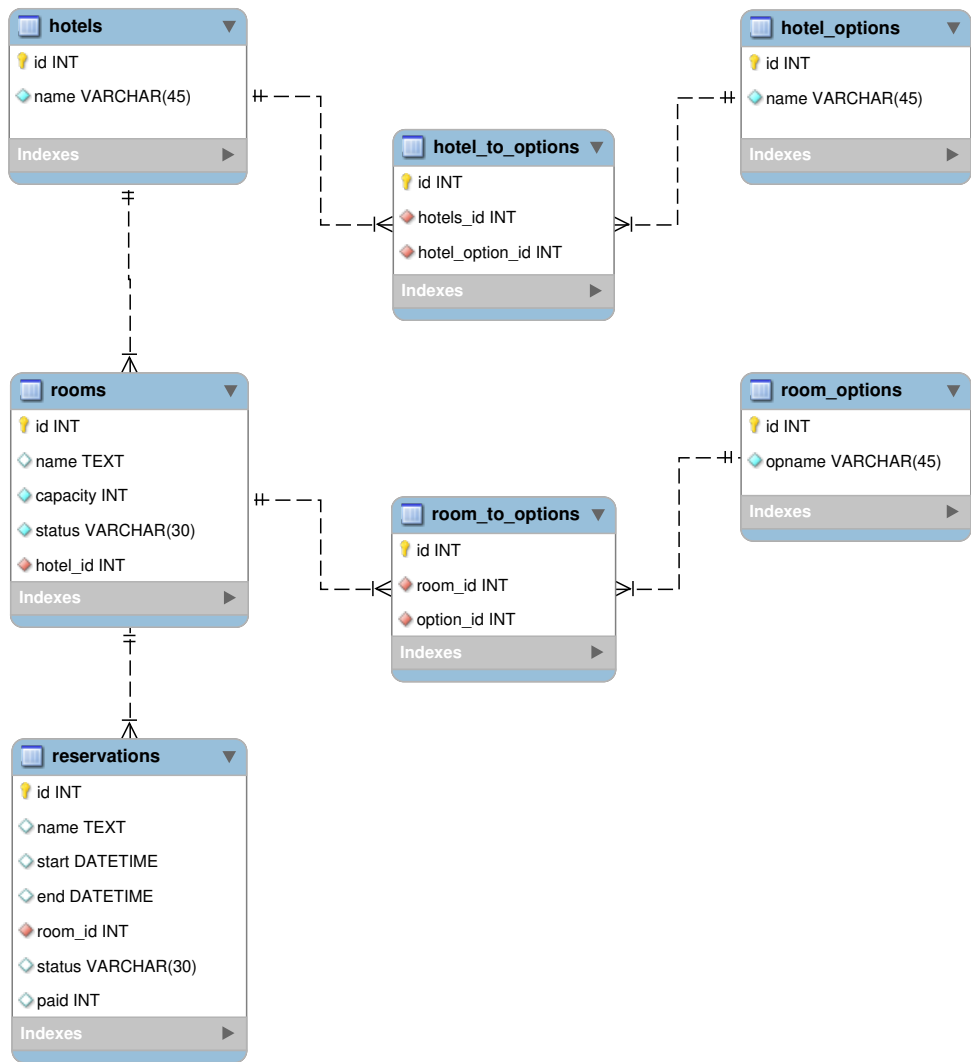 hotels
id INT
name VARCHAR(45)
Indexes
hotel_options
id INT
name VARCHAR(45)
Indexes
hotel_to_options
id INT
hotels_id INT
hotel_option_id INT
Indexes
rooms
id INT
name TEXT
capacity INT
status VARCHAR(30)
hotel_id INT
Indexes
room_options
id INT
opname VARCHAR(45)
Indexes
room_to_options
id INT
room_id INT
option_id INT
Indexes
reservations
id INT
name TEXT
start DATETIME
end DATETIME
room_id INT
status VARCHAR(30)
paid INT
Indexes